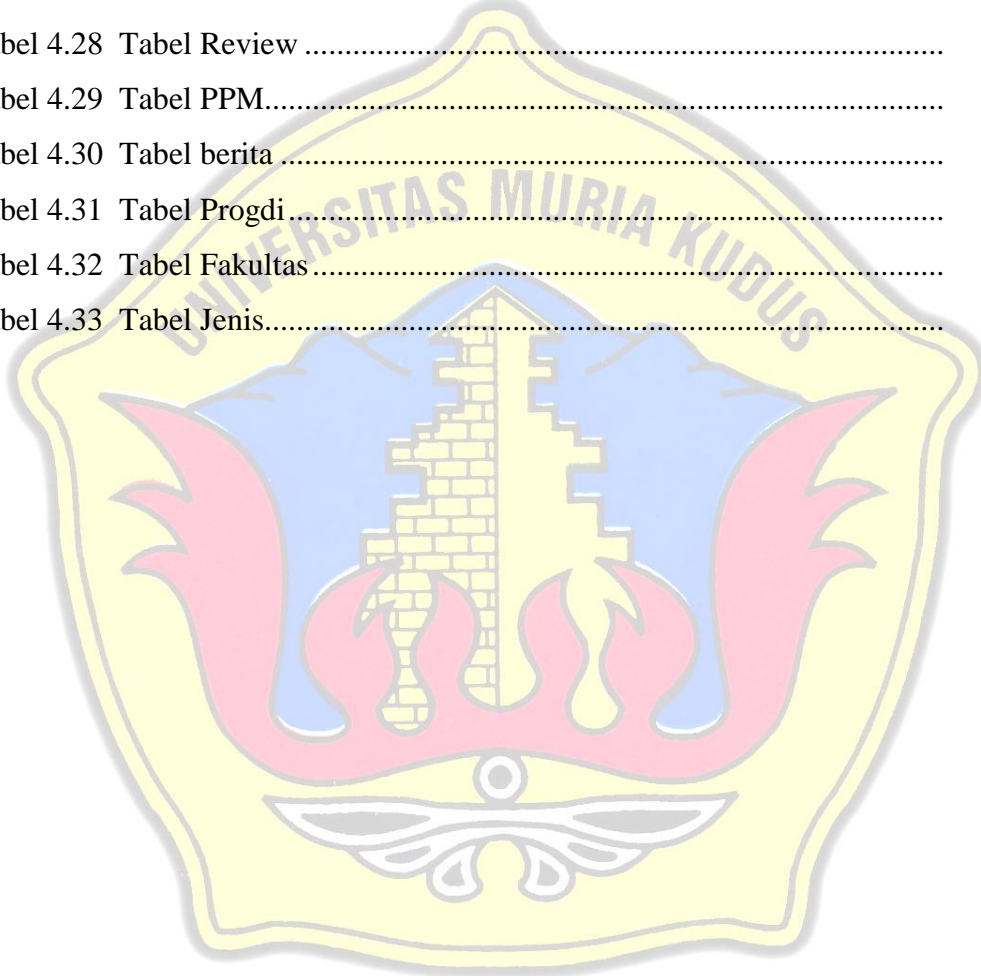 bel 4.28 Tabel Review ................................................................................
bel 4.29 Tabel PPM................................................................................
bel 4.30 Tabel berita ................................................................................
bel 4.31 Tabel Progdi................................................................................
bel 4.32 Tabel Fakultas................................................................................
bel 4.33 Tabel Jenis................................................................................
UNIVERSITAS MURIA KUDUS